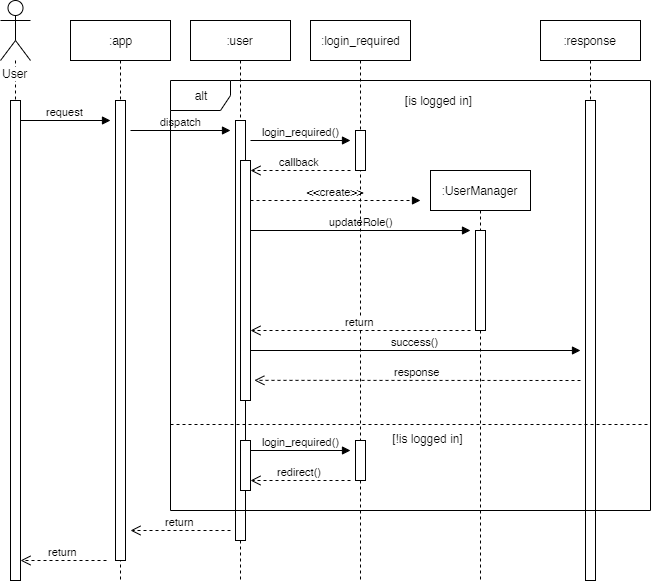 :app
:user
:login_required
:response
User
alt
[is logged in]
request
dispatch
login_required()
callback
<<create>>
:UserManager
updateRole()
return
success()
response
[!is logged in]
login_required()
redirect()
return
return